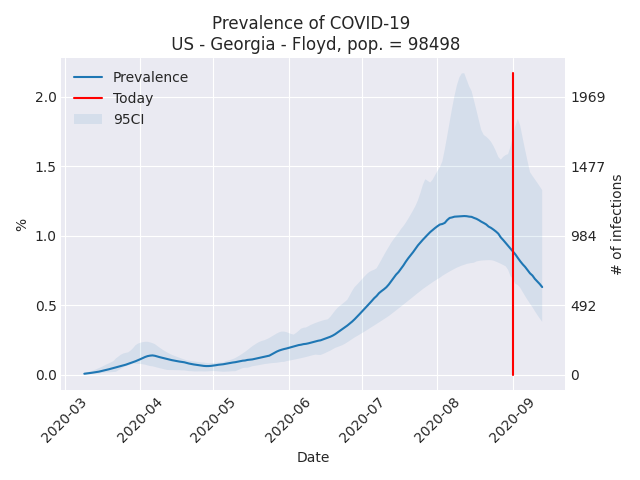 Prevalence of COVID-19
US - Georgia - Floyd, pop. = 98498
Prevalence
Today
95CI
2.0
1.5
1.0
0.5
0.0
%
1969
1477
984
492
0
# of infections
2020-03
2020-04
2020-05
2020-06
2020-07
2020-08
2020-09
Date